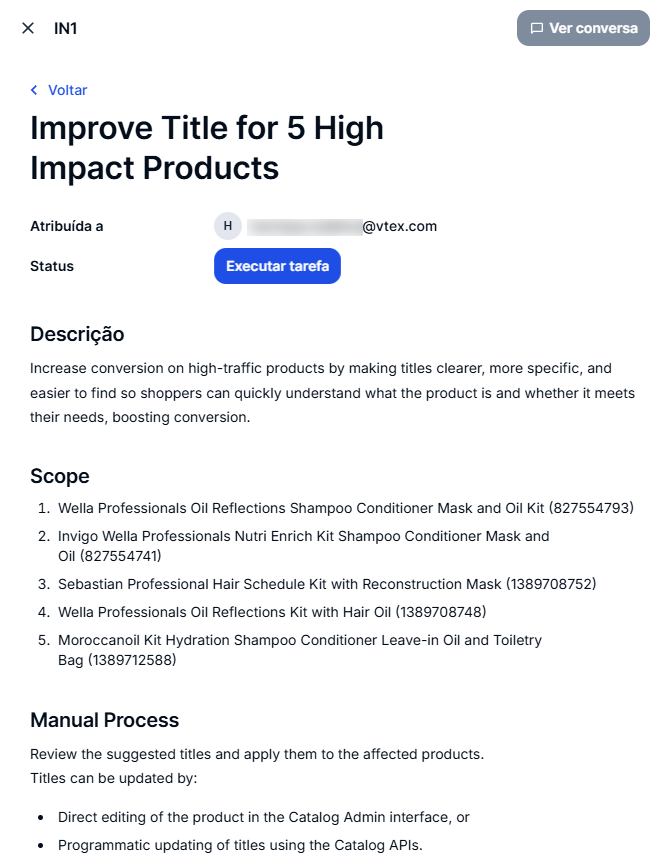 IN1
Ver conversa
Voltar
Improve Title for 5 High
Impact Products
Atribuída a
H
@vtex.com
Status
Executar tarefa
Descrição
Increase conversion on high-traffic products by making titles clearer, more specific, and
easier to find so shoppers can quickly understand what the product is and whether it meets
their needs, boosting conversion.
Scope
1. Wella Professionals Oil Reflections Shampoo Conditioner Mask and Oil Kit (827554793)
2. Invigo Wella Professionals Nutri Enrich Kit Shampoo Conditioner Mask and
Oil (827554741)
3. Sebastian Professional Hair Schedule Kit with Reconstruction Mask (1389708752)
4. Wella Professionals Oil Reflections Kit with Hair Oil (1389708748)
5. Moroccanoil Kit Hydration Shampoo Conditioner Leave-in Oil and Toiletry
Bag (1389712588)
Manual Process
Review the suggested titles and apply them to the affected products.
Titles can be updated by:
• Direct editing of the product in the Catalog Admin interface, or
• Programmatic updating of titles using the Catalog APIs.